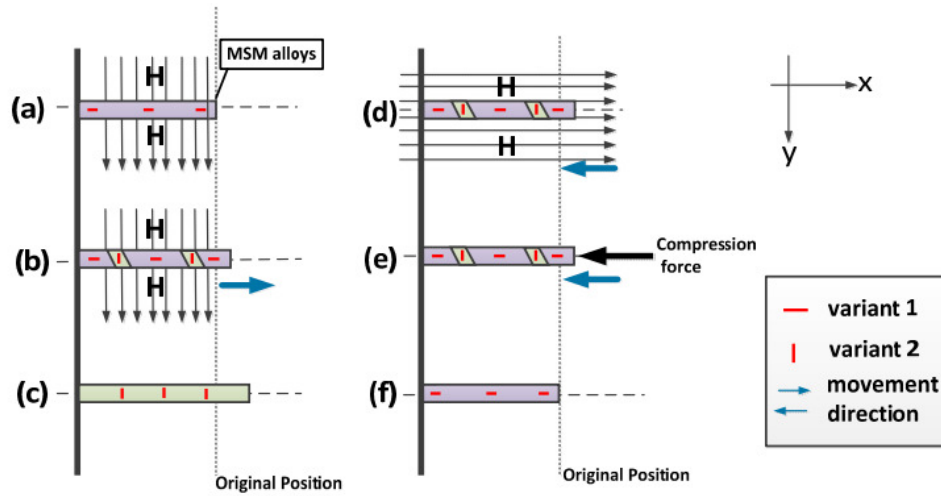 MSM alloys
(a)
H
H
(b)
H
H
(c)
Original Position
(d)
H
H
(e)
Compression
force
(f)
Original Position
x
y
variant 1
variant 2
movement
direction